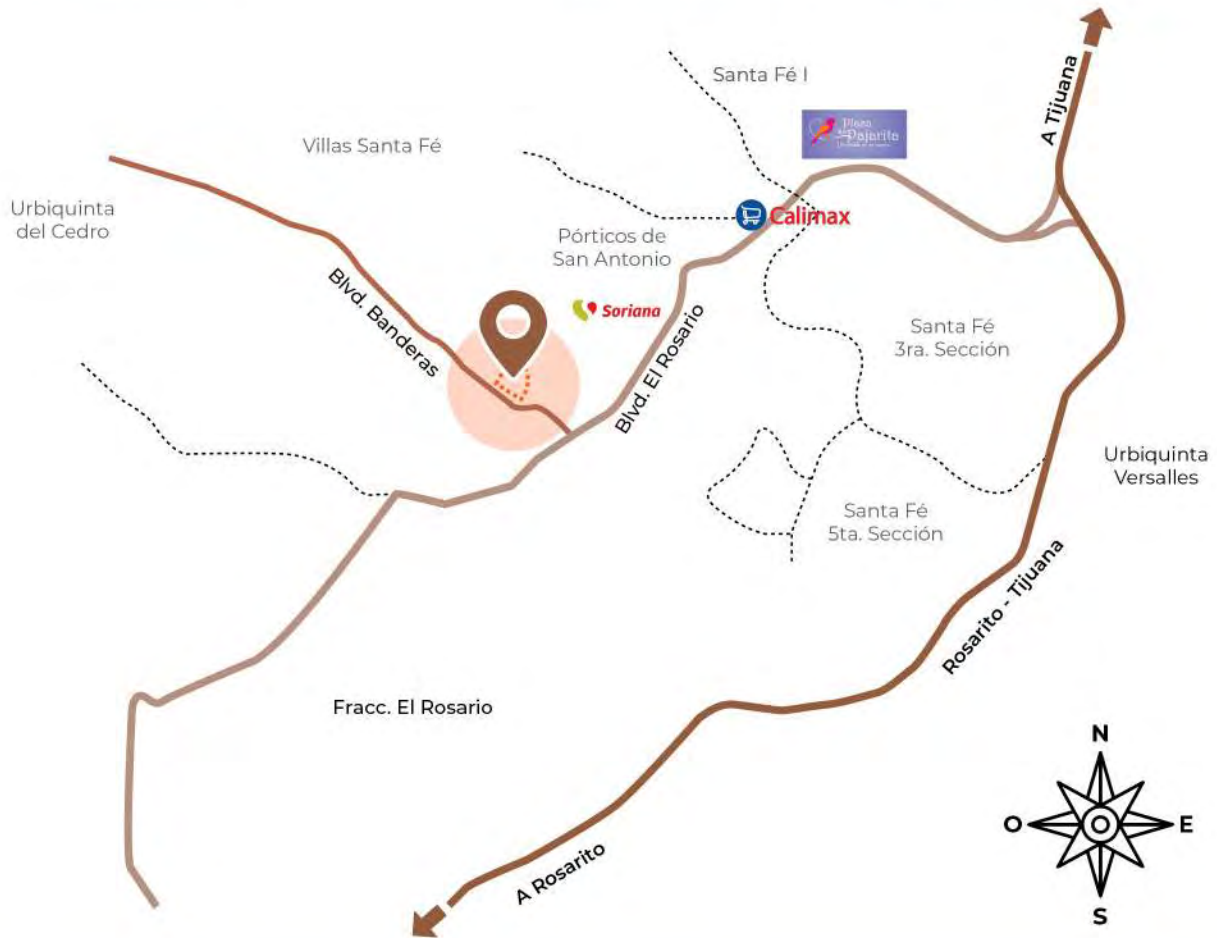 A Tijuana
Santa Fé I
Plaza
Pajarita
Villas Santa Fé
Urbiquinta
del Cedro
Calimax
Pórticos de
San Antonio
Soriana
Blvd. Banderas
Blvd. El Rosario
Santa Fé
3ra. Sección
Urbiquinta
Versalles
Santa Fé
5ta. Sección
Rosarito - Tijuana
Fracc. El Rosario
A Rosarito
N
O
E
S